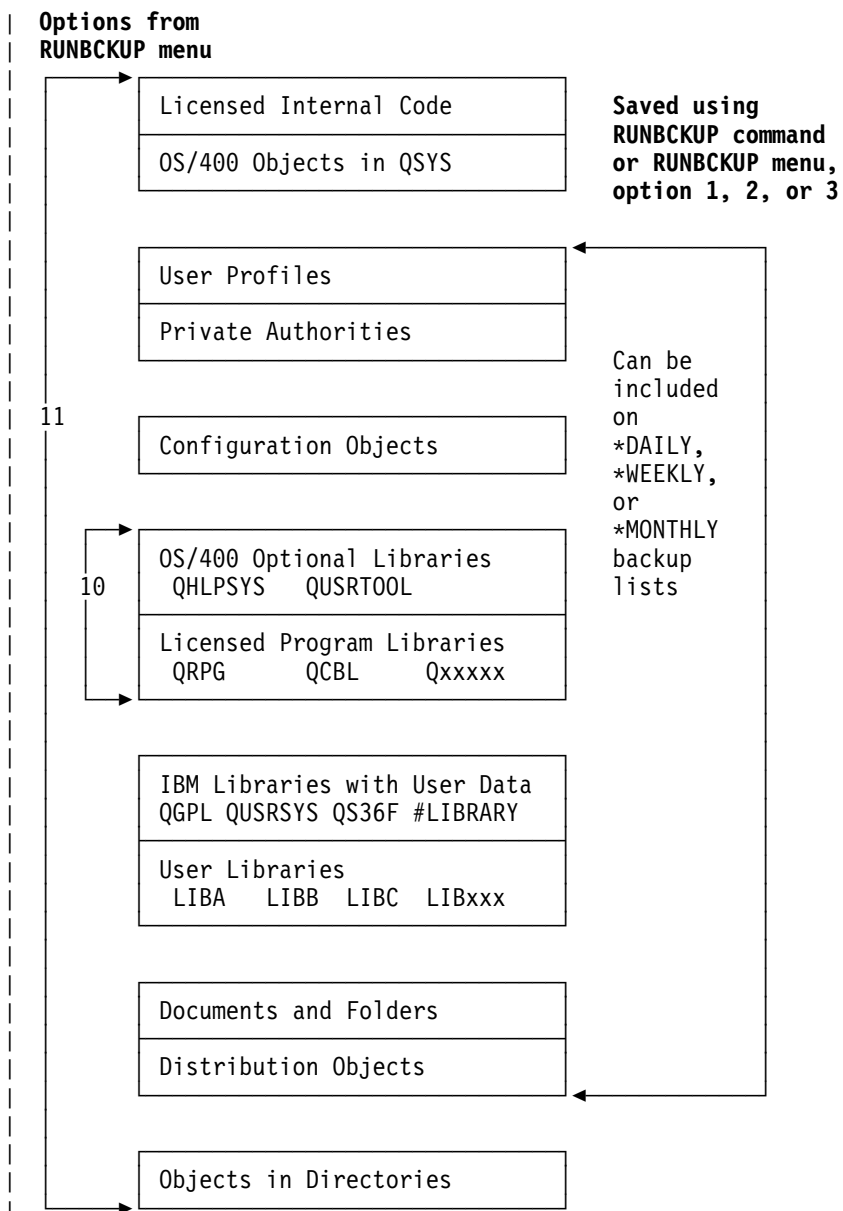 Options from
RUNBCKUP menu
Licensed Internal Code
OS/400 Objects in QSYS
Saved using
RUNBCKUP command
or RUNBCKUP menu,
option 1, 2, or 3
User Profiles
Private Authorities
Can be
included
on
*DAILY,
*WEEKLY,
or
*MONTHLY
backup
lists
11
Configuration Objects
10
OS/400 Optional Libraries
QHLPSYS QUSRTOOL
Licensed Program Libraries
QRPG QCBL Qxxxxx
IBM Libraries with User Data
QGPL QUSRSYS QS36F #LIBRARY
User Libraries
LIBA LIBB LIBC LIBxxx
Documents and Folders
Distribution Objects
Objects in Directories